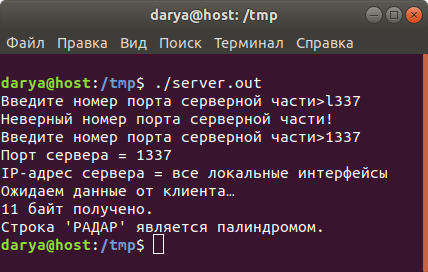 darya@host: /tmp
Файл Правка Вид Поиск Терминал Справка
darya@host:/tmp$ ./server.out
Введите номер порта серверной части>l337
Неверный номер порта серверной части!
Введите номер порта серверной части>1337
Порт сервера = 1337
IP-адрес сервера = все локальные интерфейсы
Ожидаем данные от клиента…
11 байт получено.
Строка 'РАДАР' является палиндромом.
darya@host:/tmp$